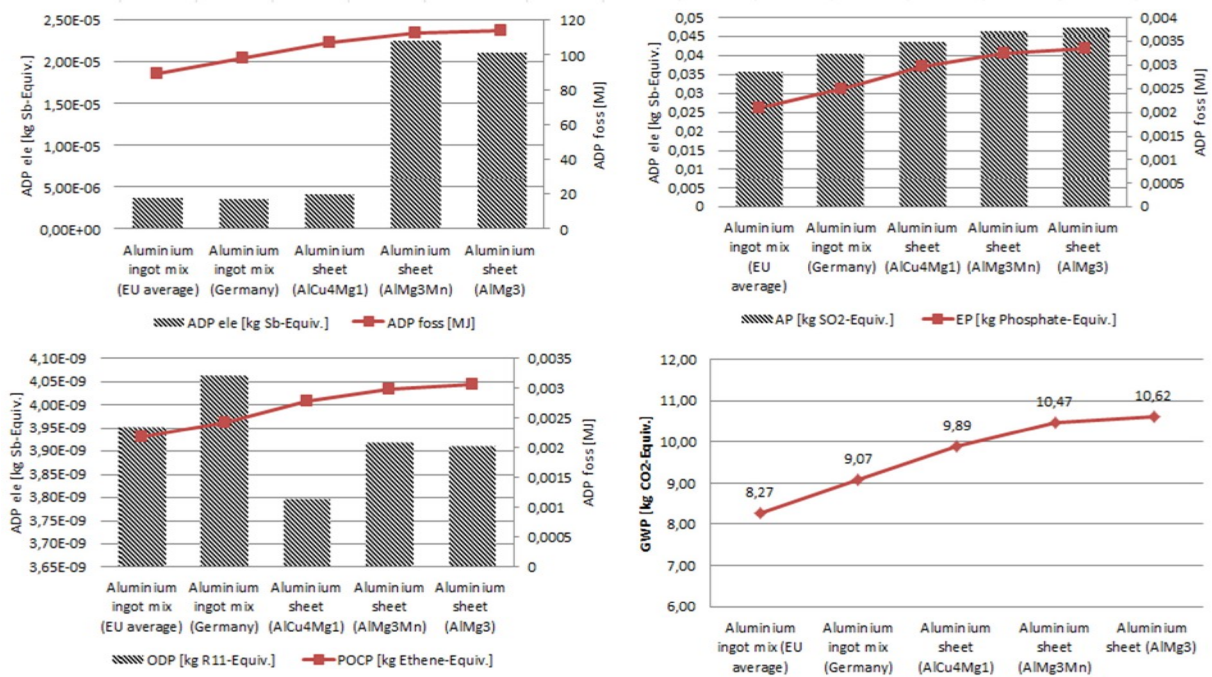 ADP ele [kg Sb-Equiv.]
2,50E-05
2,00E-05
1,50E-05
1,00E-05
5,00E-06
0,00E+00
120
100
80
60
40
20
0
ADP foss [MJ]
Aluminium ingot mix (EU average)
Aluminium ingot mix (Germany)
Aluminium sheet (AlCu4Mg1)
Aluminium sheet (AlMg3Mn)
Aluminium sheet (AlMg3)
ADP ele [kg Sb-Equiv.] ADP foss [MJ]
ADP ele [kg Sb-Equiv.]
0,05
0,045
0,04
0,035
0,03
0,025
0,02
0,015
0,01
0,005
0
0,004
0,0035
0,003
0,0025
0,002
0,0015
0,001
0,0005
0
ADP foss [MJ]
Aluminium ingot mix (EU average)
Aluminium ingot mix (Germany)
Aluminium sheet (AlCu4Mg1)
Aluminium sheet (AlMg3Mn)
Aluminium sheet (AlMg3)
AP [kg SO2-Equiv.] EP [kg Phosphate-Equiv.]
ADP ele [kg Sb-Equiv.]
4,10E-09
4,05E-09
4,00E-09
3,95E-09
3,90E-09
3,85E-09
3,80E-09
3,75E-09
3,70E-09
3,65E-09
0,0035
0,003
0,0025
0,002
0,0015
0,001
0,0005
0
ADP foss [MJ]
Aluminium ingot mix (EU average)
Aluminium ingot mix (Germany)
Aluminium sheet (AlCu4Mg1)
Aluminium sheet (AlMg3Mn)
Aluminium sheet (AlMg3)
ODP [kg R11-Equiv.] POCP [kg Ethene-Equiv.]
GWP [kg CO2-Equiv.]
12,00
11,00
10,00
9,00
8,00
7,00
6,00
8,27
9,07
9,89
10,47
10,62
Aluminium ingot mix (EU average)
Aluminium ingot mix (Germany)
Aluminium sheet (AlCu4Mg1)
Aluminium sheet (AlMg3Mn)
Aluminium sheet (AlMg3)